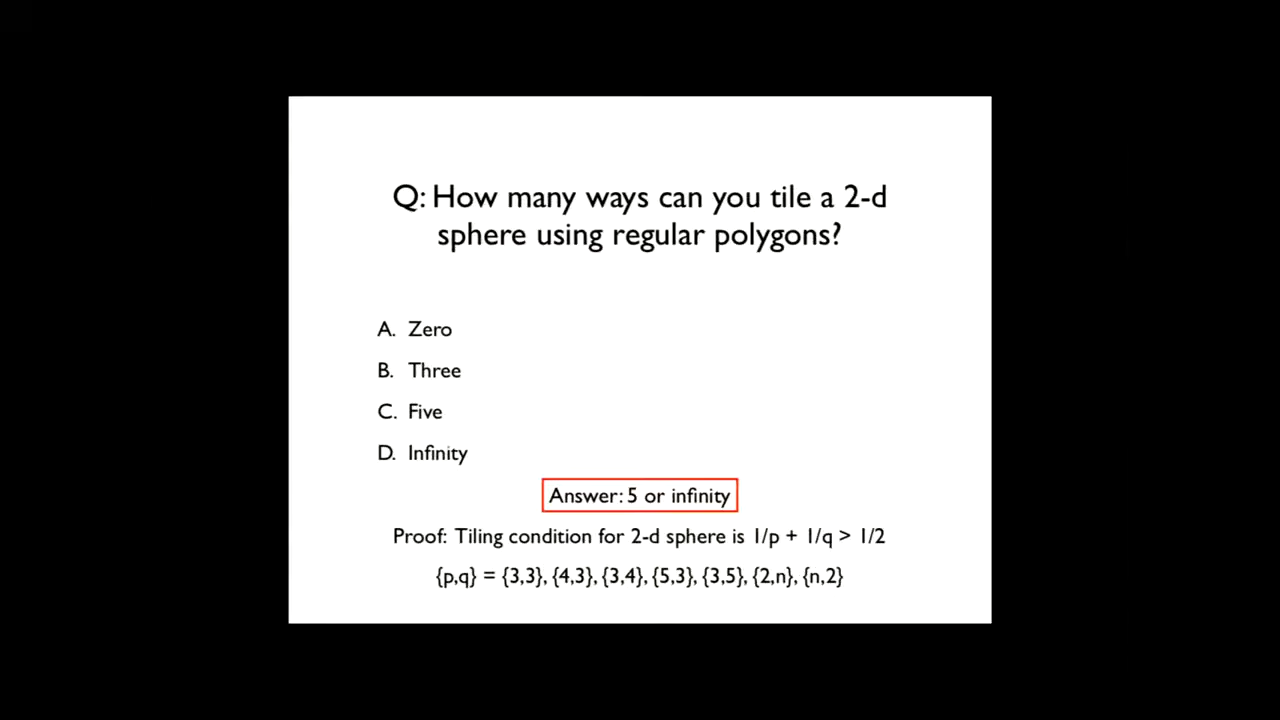 Q: How many ways can you tile a 2-d
sphere using regular polygons?
A. Zero
B. Three
C. Five
D. Infinity
Answer: 5 or infinity
Proof: Tiling condition for 2-d sphere is 1/p + 1/q > 1/2
{p,q} = {3,3}, {4,3}, {3,4}, {5,3}, {3,5}, {2,n}, {n,2}